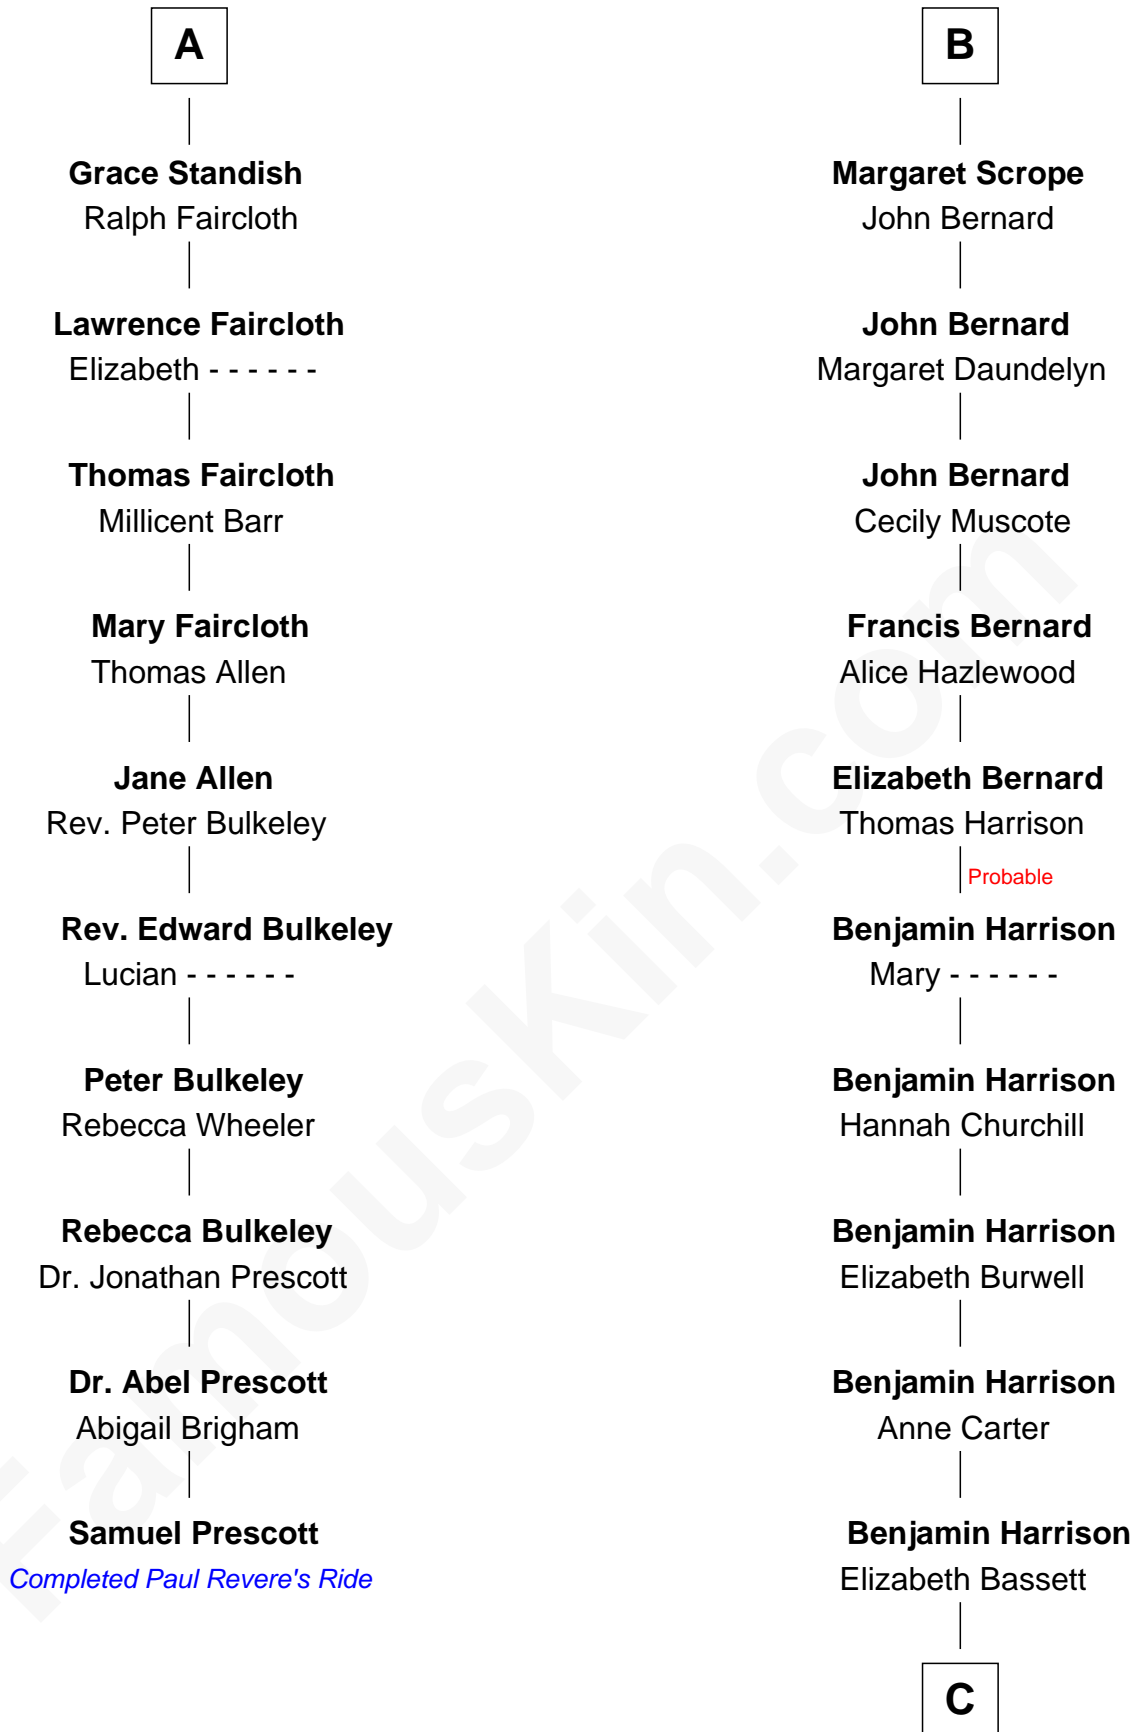 A
Grace Standish
Ralph Faircloth
Lawrence Faircloth
Elizabeth - - - - - -
Thomas Faircloth
Millicent Barr
Mary Faircloth
Thomas Allen
Jane Allen
Rev. Peter Bulkeley
Rev. Edward Bulkeley
Lucian - - - - - -
Peter Bulkeley
Rebecca Wheeler
Rebecca Bulkeley
Dr. Jonathan Prescott
Dr. Abel Prescott
Abigail Brigham
Samuel Prescott
Completed Paul Revere's Ride
B
Margaret Scrope
John Bernard
John Bernard
Margaret Daundelyn
John Bernard
Cecily Muscote
Francis Bernard
Alice Hazlewood
Elizabeth Bernard
Thomas Harrison
Probable
Benjamin Harrison
Mary - - - - - -
Benjamin Harrison
Hannah Churchill
Benjamin Harrison
Elizabeth Burwell
Benjamin Harrison
Anne Carter
Benjamin Harrison
Elizabeth Bassett
C
FamousKin.com